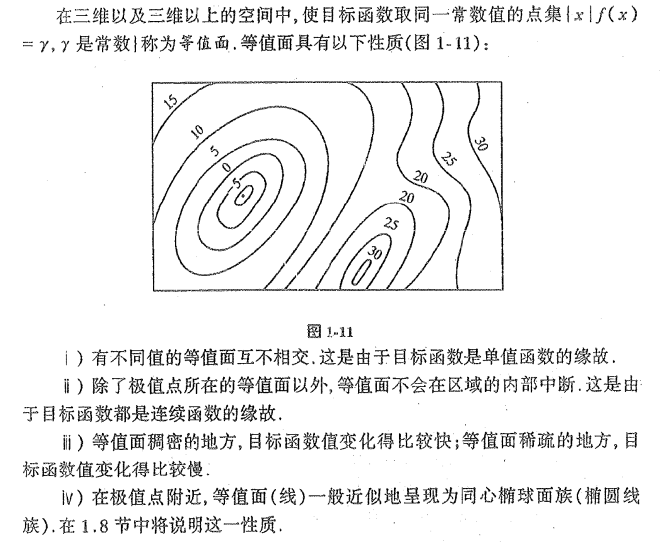 在三维以及三维以上的空间中,使目标函数取同一常数值的点集{x|f(x)
=γ,γ是常数}称为等值面.等值面具有以下性质(图1-11):
15
10
5
0
-5
30
25
20
20
25
30
图1-11
ⅰ)有不同值的等值面互不相交.这是由于目标函数是单值函数的缘故.
ⅱ)除了极值点所在的等值面以外,等值面不会在区域的内部中断.这是由
于目标函数都是连续函数的缘故.
ⅲ)等值面稠密的地方,目标函数值变化得比较快;等值面稀疏的地方,目
标函数值变化得比较慢.
ⅳ)在极值点附近,等值面(线)一般近似地呈现为同心椭球面族(椭圆线
族).在1.8节中将说明这一性质.